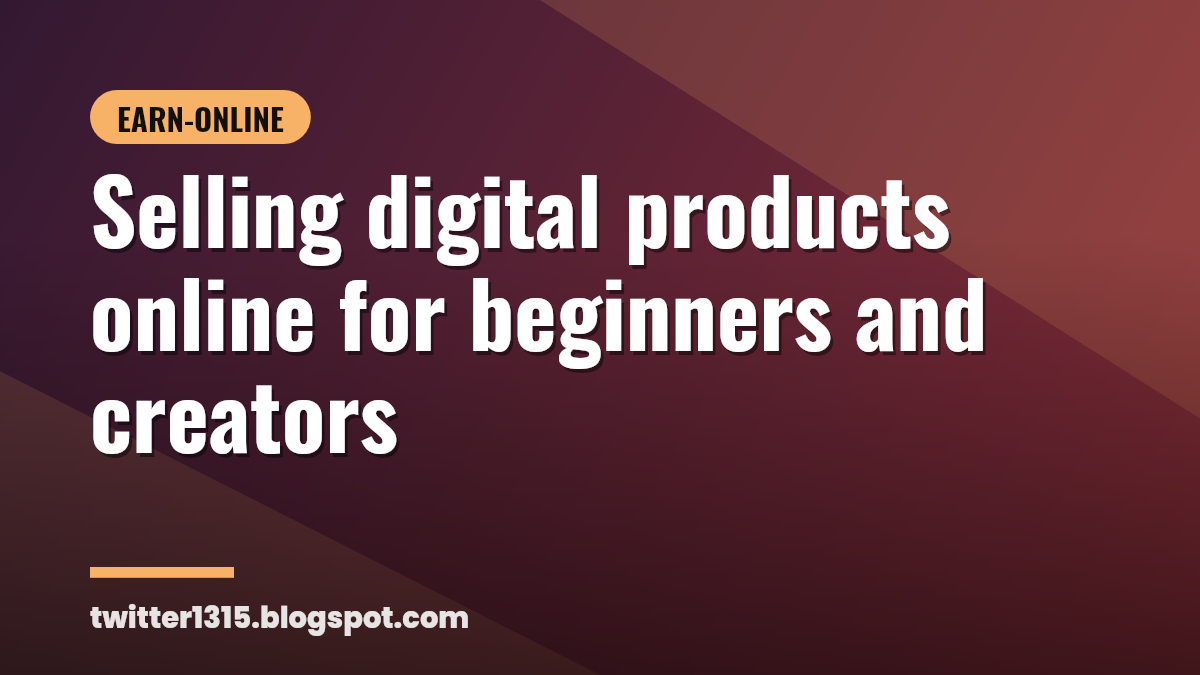 EARN-ONLINE
Selling digital products
online for beginners and
creators
twitter1315.blogspot.com